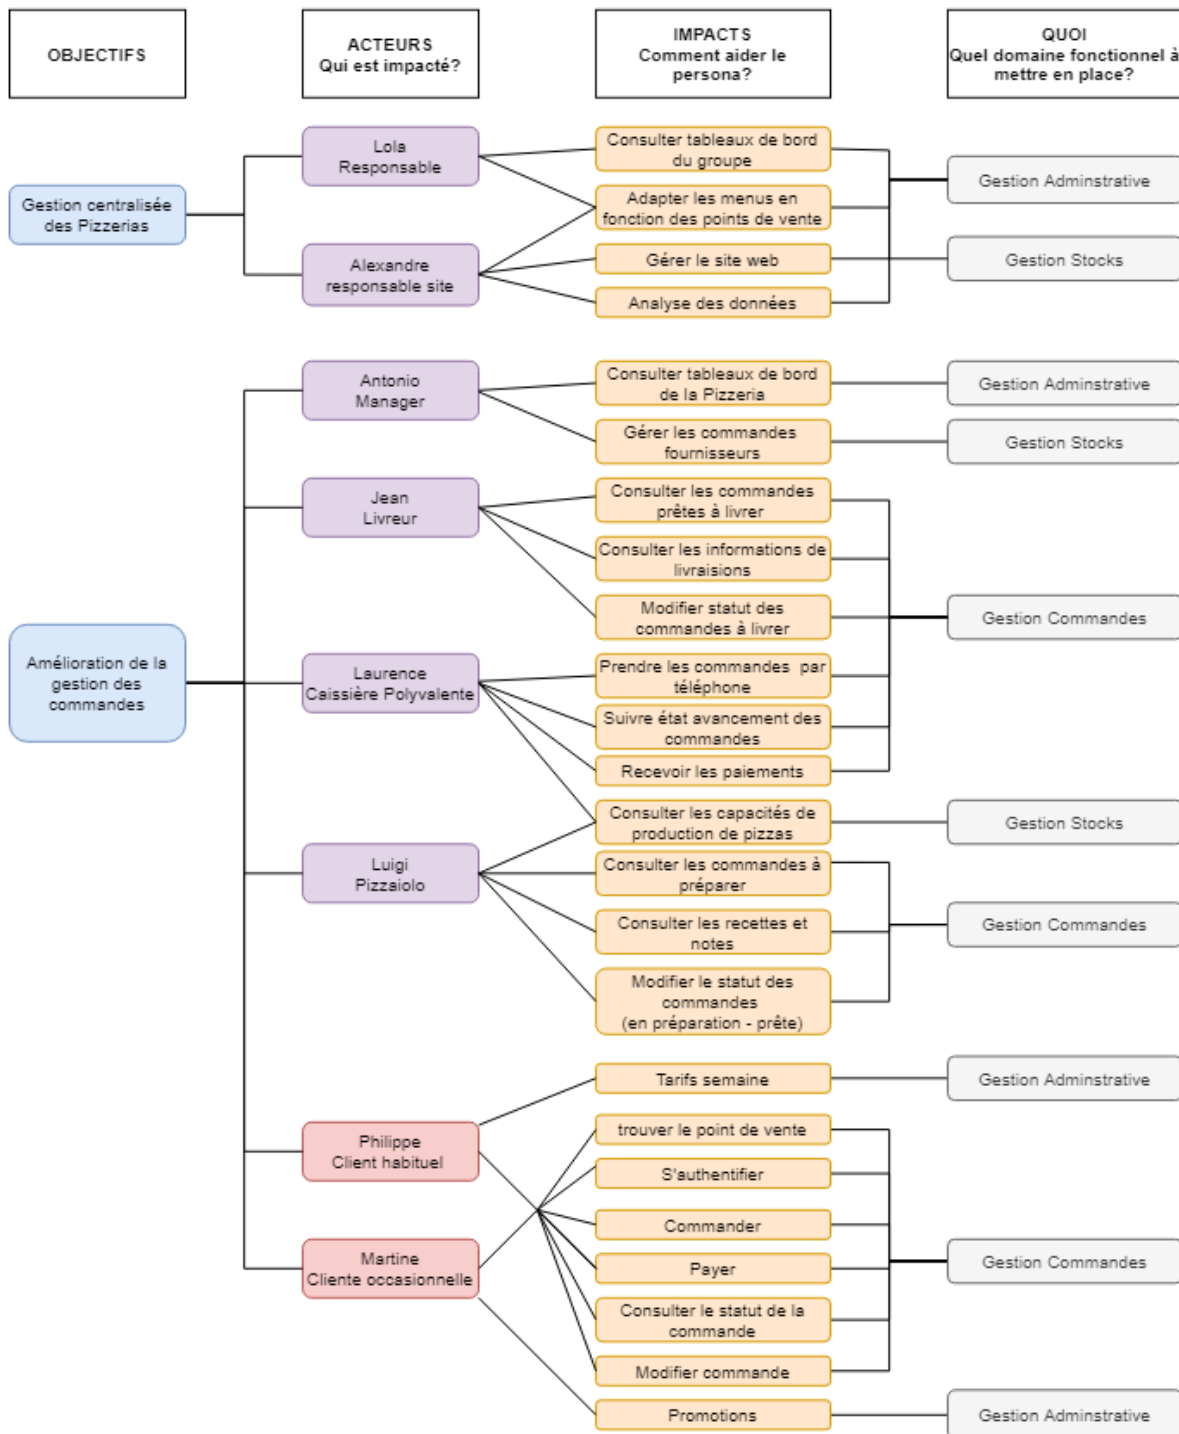 OBJECTIFS
ACTEURS
Qui est impacté?
IMPACTS
Comment aider le
persona?
QUOI
Quel domaine fonctionnel à
mettre en place?
Gestion centralisée
des Pizzerias
Lola
Responsable
Alexandre
responsable site
Consulter tableaux de bord
du groupe
Adapter les menus en
fonction des points de vente
Gérer le site web
Analyse des données
Gestion Adminstrative
Gestion Stocks
Amélioration de la
gestion des
commandes
Antonio
Manager
Consulter tableaux de bord
de la Pizzeria
Gestion Adminstrative
Gérer les commandes
fournisseurs
Gestion Stocks
Jean
Livreur
Consulter les commandes
prêtes à livrer
Consulter les informations de
livraisions
Modifier statut des
commandes à livrer
Gestion Commandes
Laurence
Caissière Polyvalente
Prendre les commandes par
téléphone
Suivre état avancement des
commandes
Recevoir les paiements
Consulter les capacités de
production de pizzas
Gestion Stocks
Luigi
Pizzaiolo
Consulter les commandes à
préparer
Consulter les recettes et
notes
Modifier le statut des
commandes
(en préparation - prête)
Gestion Commandes
Philippe
Client habituel
Tarifs semaine
Gestion Adminstrative
Martine
Cliente occasionnelle
trouver le point de vente
S'authentifier
Commander
Payer
Consulter le statut de la
commande
Modifier commande
Gestion Commandes
Promotions
Gestion Adminstrative